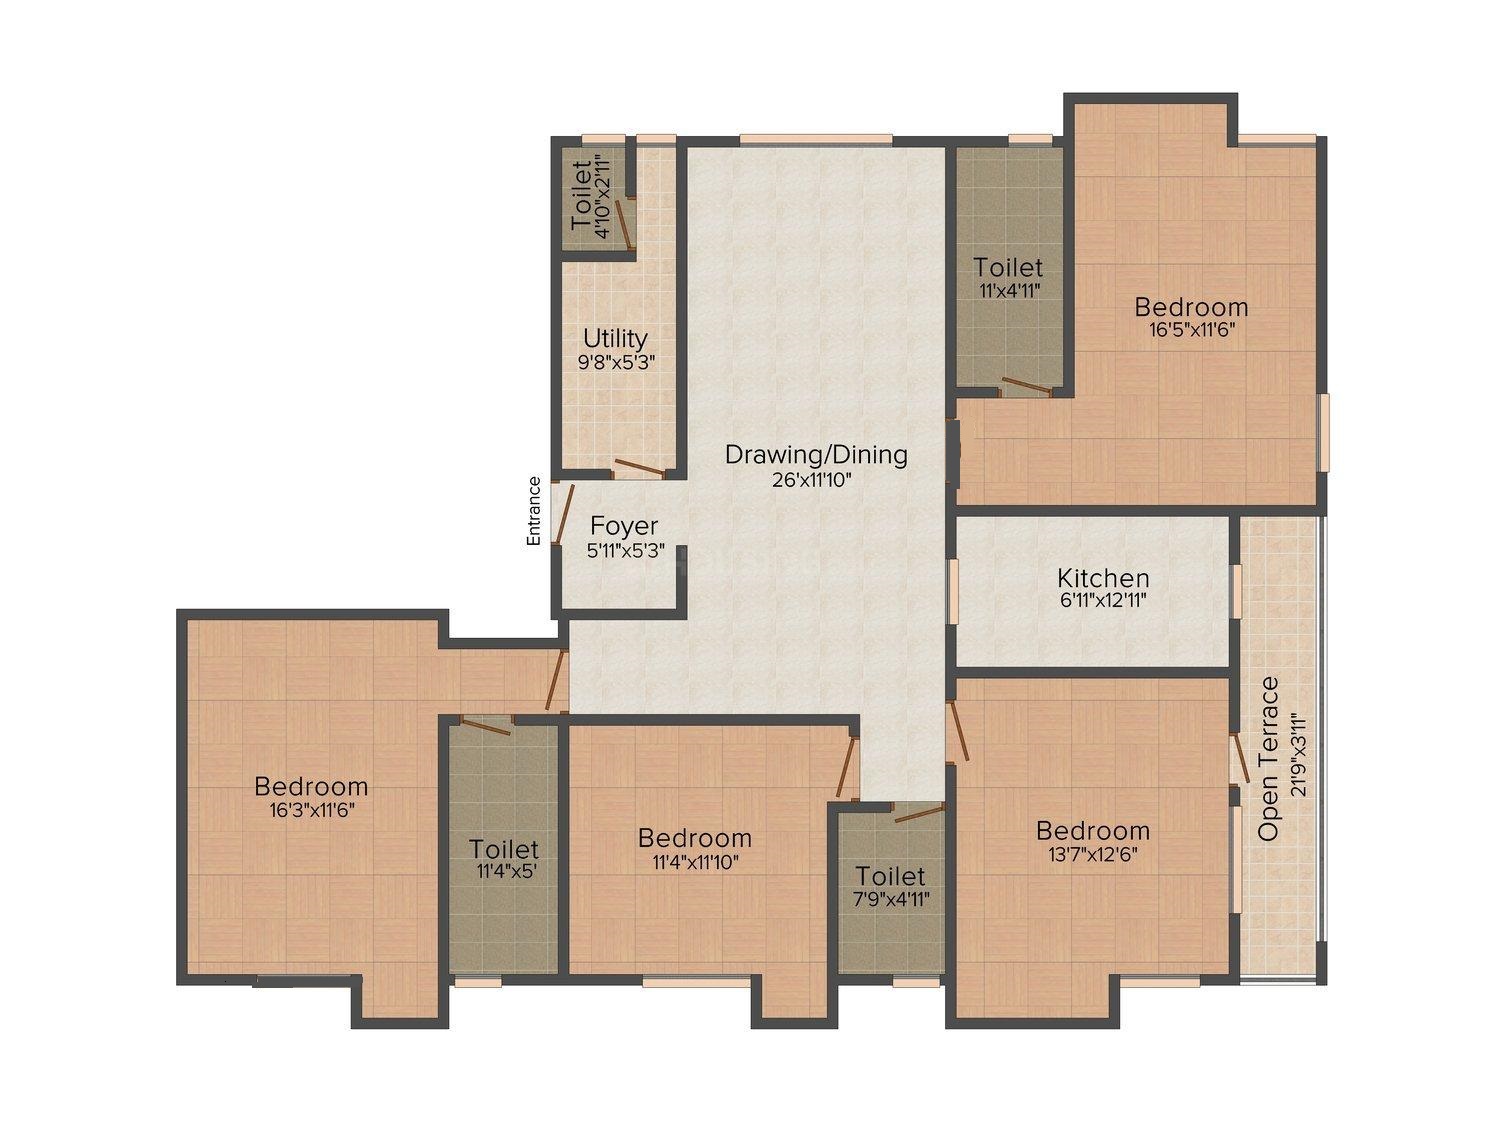 Toilet
4'10"x2'11"
Toilet
11'x4'11"
Bedroom
16'5"x11'6"
Utility
9'8"x5'3"
Drawing/Dining
26'x11'10"
Entrance
Foyer
5'11"x5'3"
Kitchen
6'11"x12'11"
Open Terrace
21'9"x3'11"
Bedroom
16'3"x11'6"
Toilet
11'4"x5'
Bedroom
11'4"x11'10"
Toilet
7'9"x4'11"
Bedroom
13'7"x12'6"